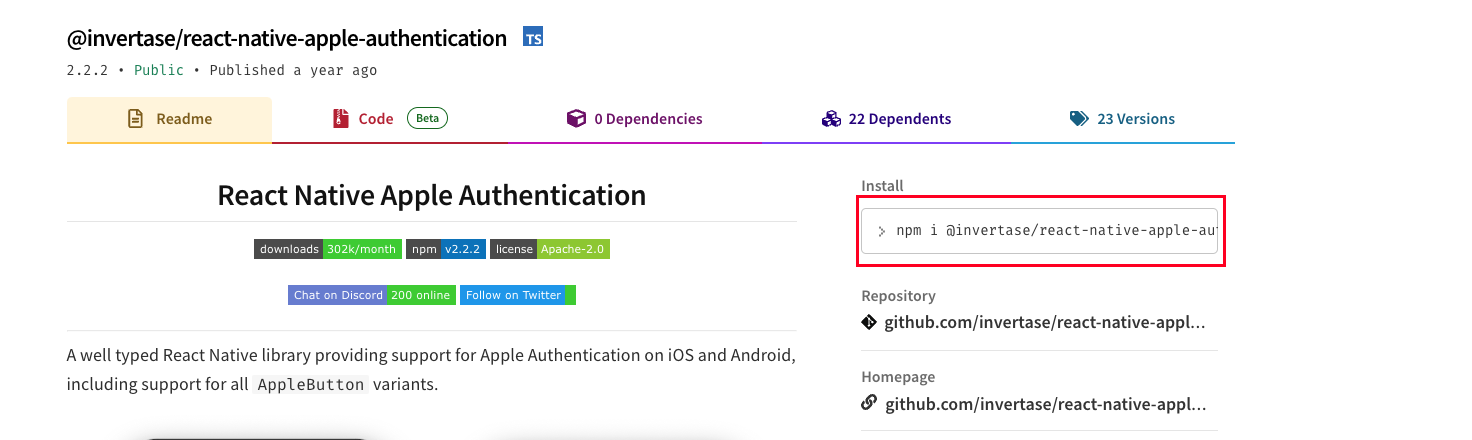 @invertase/react-native-apple-authentication TS
2.2.2 • Public • Published a year ago
Readme
Code Beta
0 Dependencies
22 Dependents
23 Versions
React Native Apple Authentication
downloads 302k/month npm v2.2.2 license Apache-2.0
Chat on Discord 200 online Follow on Twitter
A well typed React Native library providing support for Apple Authentication on iOS and Android,
including support for all AppleButton variants.
Install
> npm i @invertase/react-native-apple-aut
Repository
github.com/invertase/react-native-appl...
Homepage
github.com/invertase/react-native-appl...